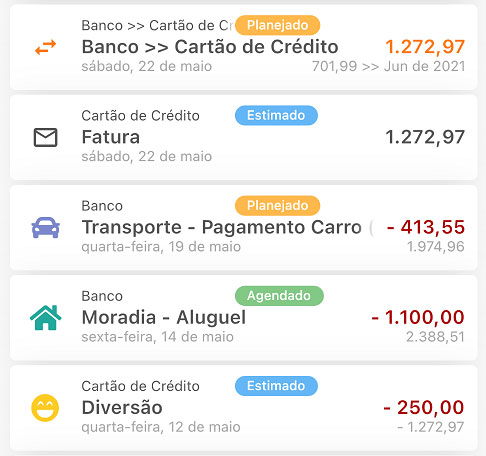 Banco >> Cartão de C Planejado
Banco >> Cartão de Crédito 1.272,97
sábado, 22 de maio 701,99 >> Jun de 2021
Cartão de Crédito Estimado
Fatura 1.272,97
sábado, 22 de maio
Banco Planejado
Transporte - Pagamento Carro ( - 413,55
quarta-feira, 19 de maio 1.974,96
Banco Agendado
Moradia - Aluguel - 1.100,00
sexta-feira, 14 de maio 2.388,51
Cartão de Crédito Estimado
Diversão - 250,00
quarta-feira, 12 de maio - 1.272,97